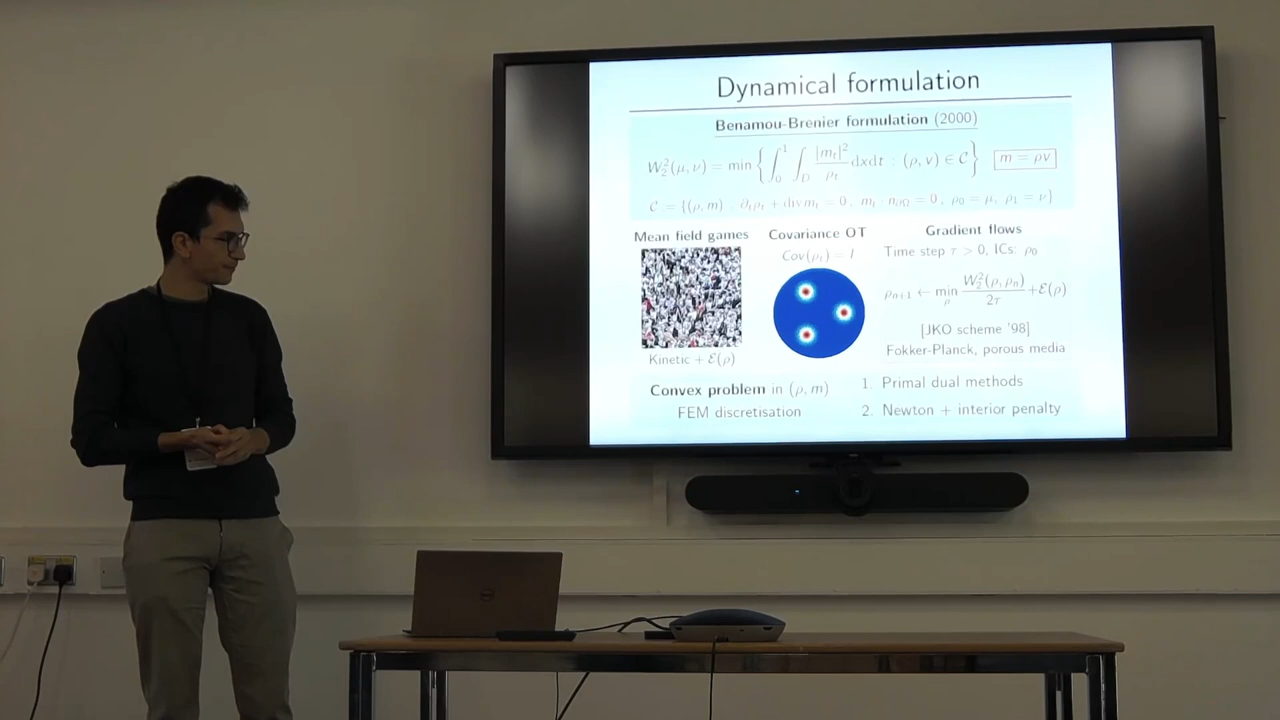 Dynamical formulation
Benamou-Brenier formulation (2000)
W₂²(μ, ν) = min { ∫₀¹ ∫_D |m_t|²/ρ_t dxdt : (ρ, v) ∈ C } m = ρv
C = {(ρ, m) : ∂_tρ_t + divm_t = 0 , m_t · n_∂Ω = 0 , ρ₀ = μ, ρ₁ = ν}
Mean field games
Kinetic + ℰ(ρ)
Covariance OT
Cov(ρ_t) = I
Gradient flows
Time step τ > 0, ICs: ρ₀
ρ_{n+1} ← min_ρ W₂²(ρ, ρ_n)/2τ + ℰ(ρ)
[JKO scheme '98]
Fokker-Planck, porous media
Convex problem in (ρ, m)
FEM discretisation
1. Primal dual methods
2. Newton + interior penalty
DELL